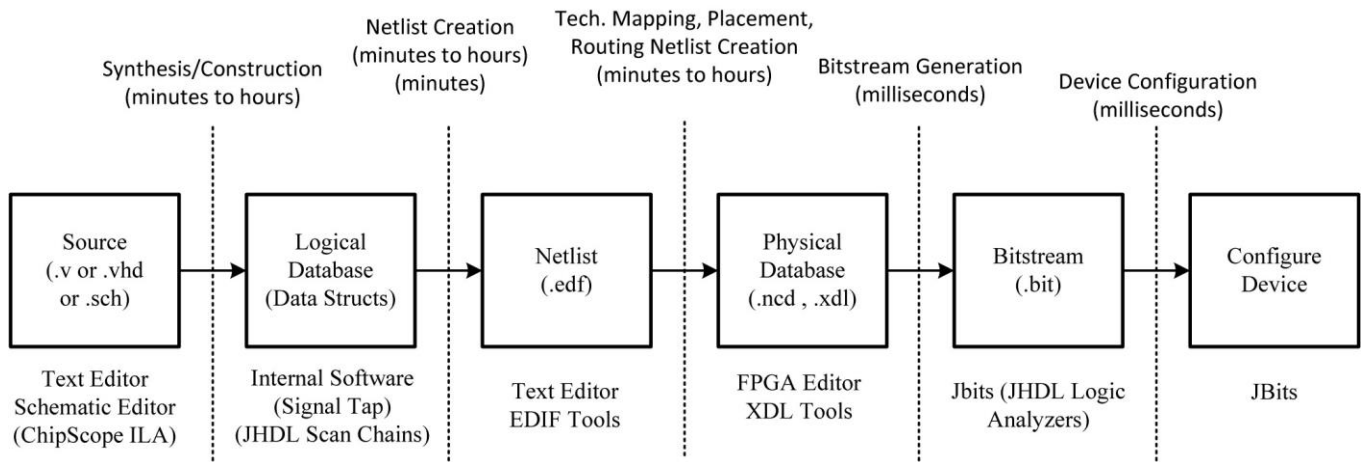 Synthesis/Construction
(minutes to hours)
Netlist Creation
(minutes to hours)
(minutes)
Tech. Mapping, Placement,
Routing Netlist Creation
(minutes to hours)
Bitstream Generation
(milliseconds)
Device Configuration
(milliseconds)
Source
(.v or .vhd
or .sch)
Logical
Database
(Data Structs)
Netlist
(.edf)
Physical
Database
(.ncd , .xdl)
Bitstream
(.bit)
Configure
Device
Text Editor
Schematic Editor
(ChipScope ILA)
Internal Software
(Signal Tap)
(JHDL Scan Chains)
Text Editor
EDIF Tools
FPGA Editor
XDL Tools
Jbits (JHDL Logic
Analyzers)
JBits